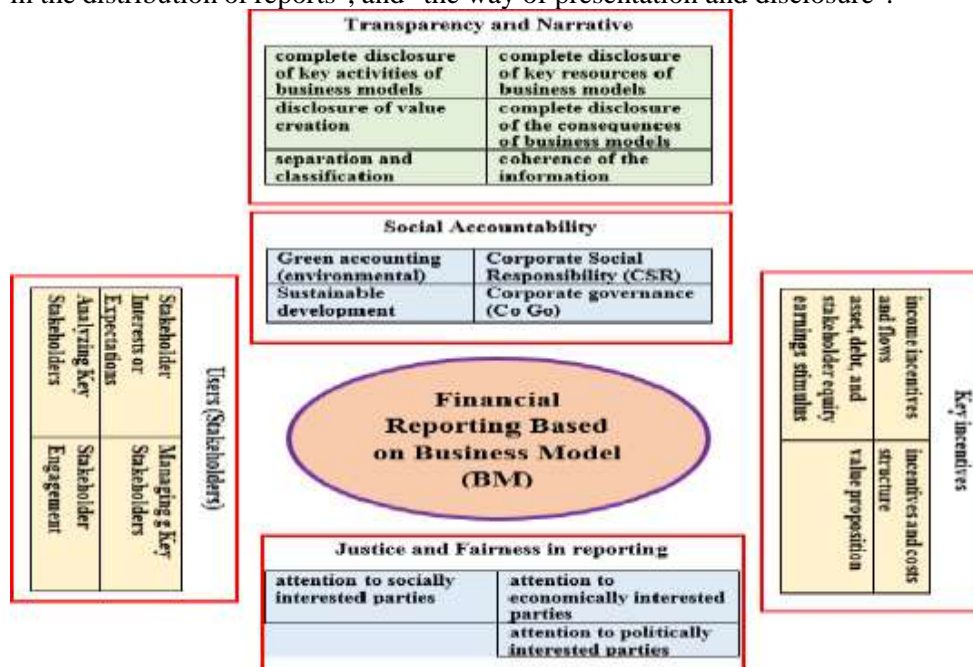 in the distribution of reports", and "the way of presentation and disclosure".
Transparency and Narrative
complete disclosure
of key activities of
business models
complete disclosure
of key resources of
business models
disclosure of value
creation
complete disclosure
of the consequences
of business models
separation and
classification
coherence of the
information
Social Accountability
Green accounting
(environmental)
Corporate Social
Responsibility (CSR)
Sustainable
development
Corporate governance
(Co Go)
Users (Stakeholders)
Stakeholder
Interests or
Expectations
Managing g Key
Stakeholders
Analyzing Key
Stakeholders
Stakeholder
Engagement
Financial
Reporting Based
on Business Model
(BM)
Key incentives
income incentives
and flows
incentives and costs
structure
asset, debt, and
stakeholder equity
earnings stimulus
value proposition
Justice and Fairness in reporting
attention to socially
interested parties
attention to
economically interested
parties
attention to politically
interested parties